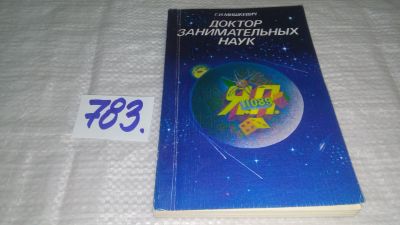 Г.И.МИШКЕВИЧ
ДОКТОР
ЗАНИМАТЕЛЬНЫХ
НАУК
Я.П.
783.